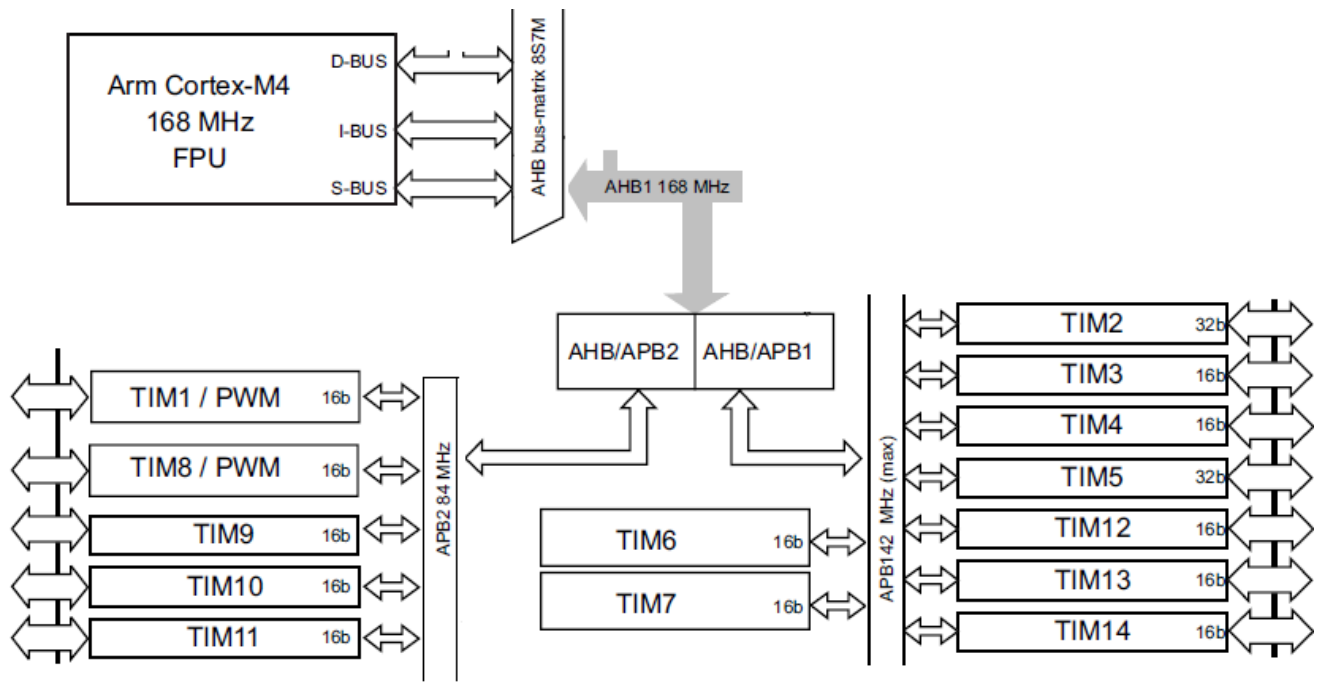 Arm Cortex-M4
168 MHz
FPU
D-BUS
I-BUS
S-BUS
AHB bus-matrix 8S7M
AHB1 168 MHz
AHB/APB2
AHB/APB1
TIM1 / PWM 16b
TIM8 / PWM 16b
TIM9 16b
TIM10 16b
TIM11 16b
APB2 84 MHz
TIM6 16b
TIM7 16b
APB142 MHz (max)
TIM2 32b
TIM3 16b
TIM4 16b
TIM5 32b
TIM12 16b
TIM13 16b
TIM14 16b